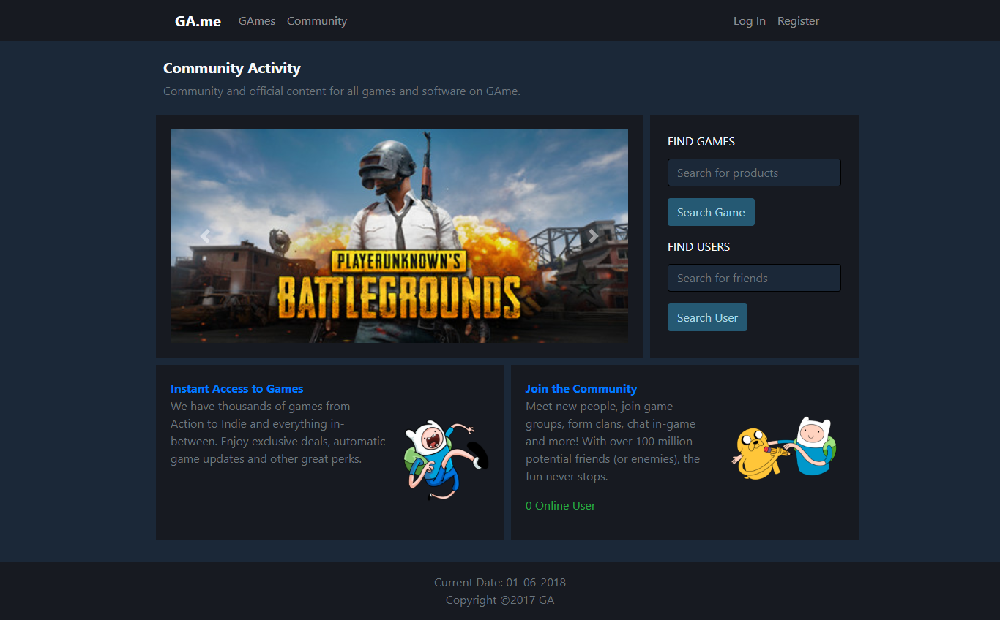 GA.me GAmes Community Log In Register
Community Activity
Community and official content for all games and software on GAme.
PLAYERUNKNOWN'S
BATTLEGROUNDS
FIND GAMES
Search for products
Search Game
FIND USERS
Search for friends
Search User
Instant Access to Games
We have thousands of games from
Action to Indie and everything in-
between. Enjoy exclusive deals, automatic
game updates and other great perks.
Join the Community
Meet new people, join game
groups, form clans, chat in-game
and more! With over 100 million
potential friends (or enemies), the
fun never stops.
0 Online User
Current Date: 01-06-2018
Copyright ©2017 GA